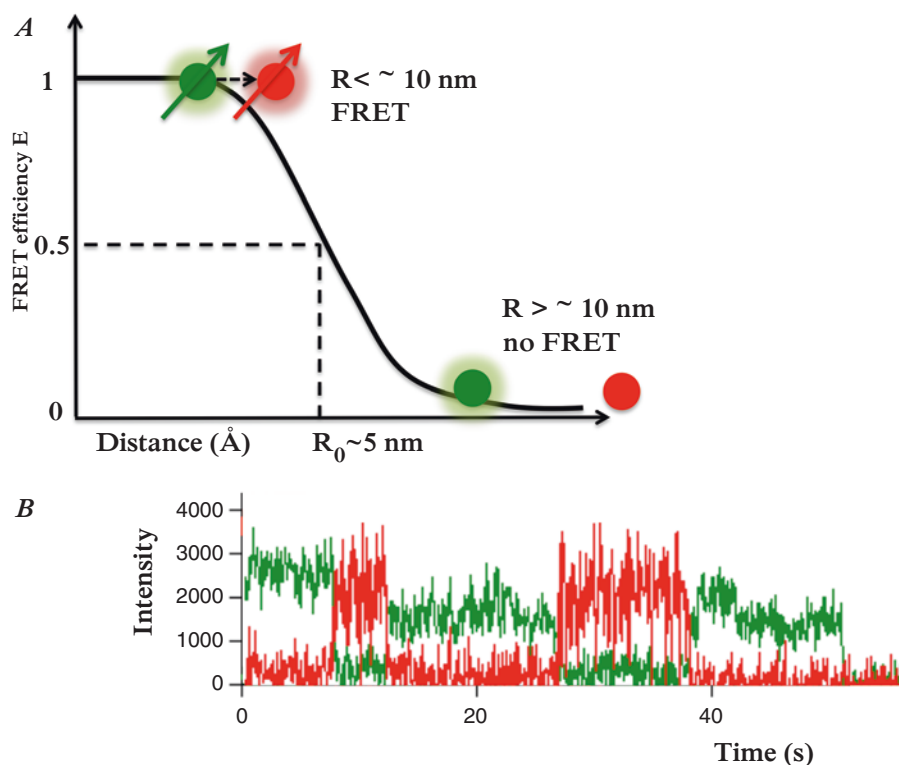 A
1
R< ~ 10 nm
FRET
FRET efficiency E
0.5
R > ~ 10 nm
no FRET
0
Distance (Å)
R0~5 nm
B
Intensity
4000
3000
2000
1000
0
0
20
40
Time (s)